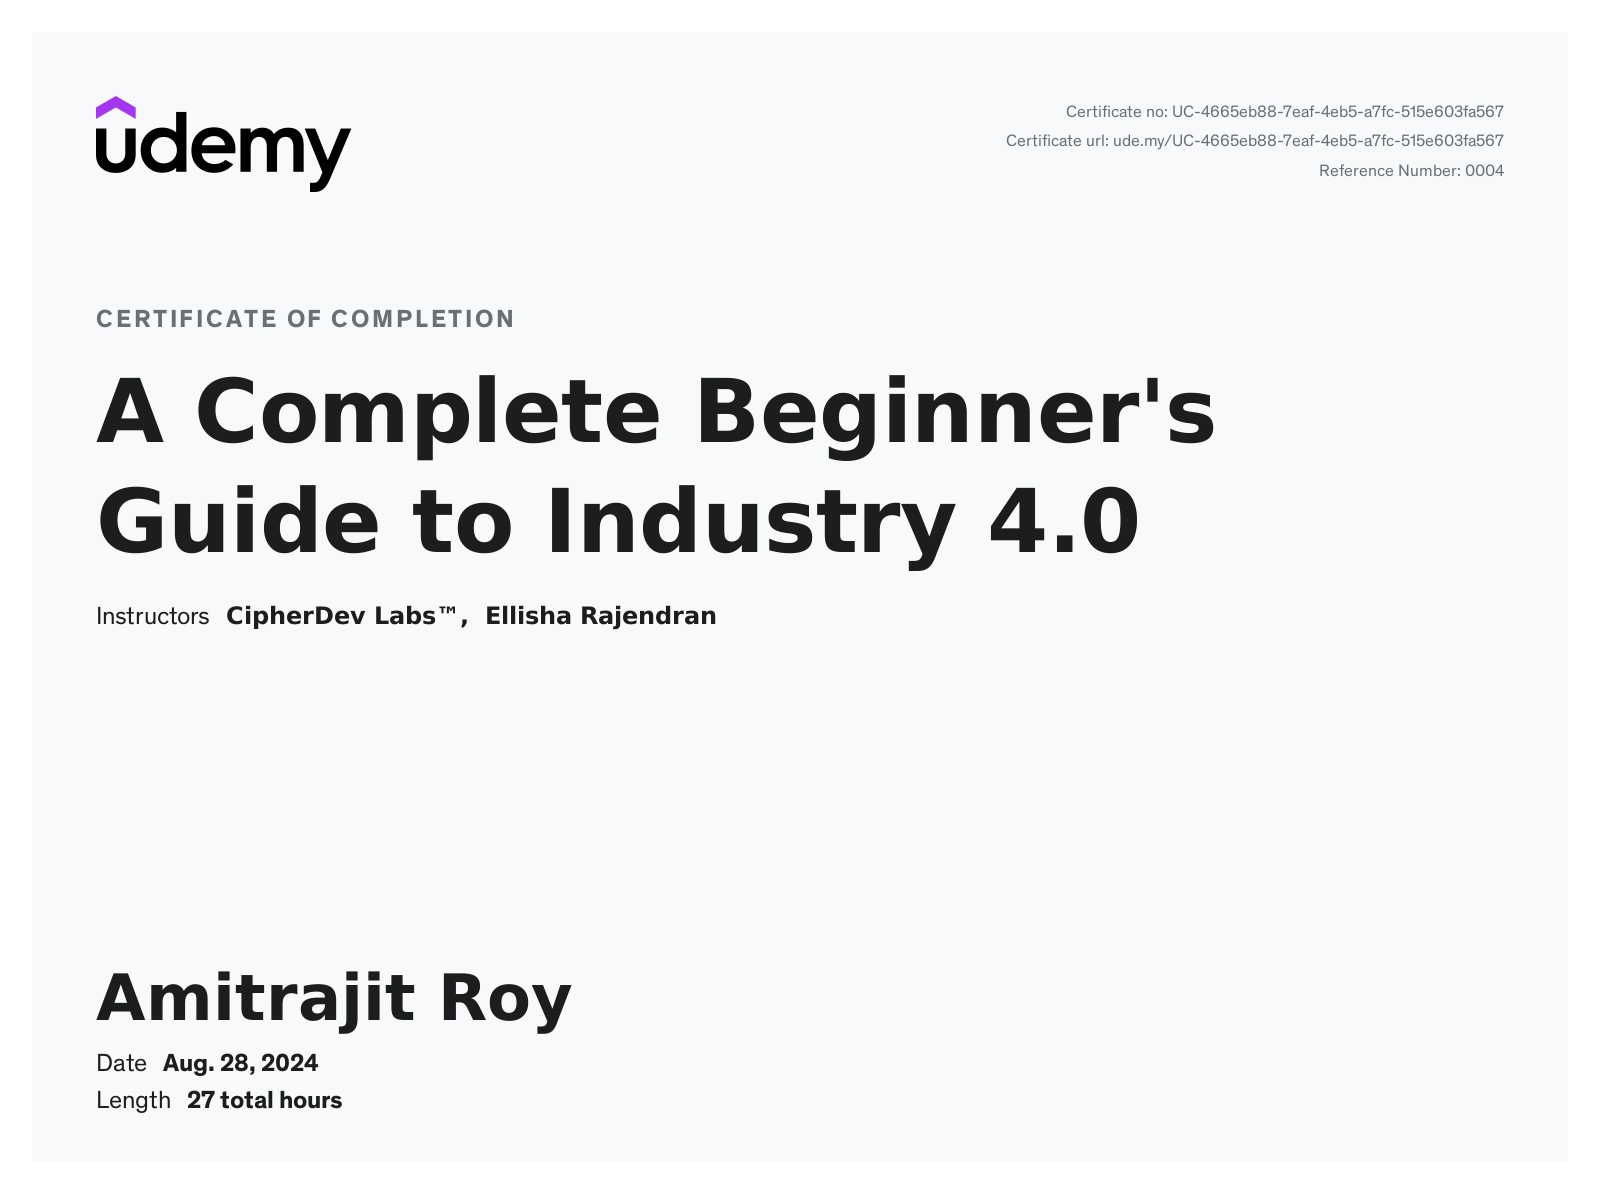 udemy
Certificate no: UC-4665eb88-7eaf-4eb5-a7fc-515e603fa567
Certificate url: ude.my/UC-4665eb88-7eaf-4eb5-a7fc-515e603fa567
Reference Number: 0004
CERTIFICATE OF COMPLETION
A Complete Beginner's
Guide to Industry 4.0
Instructors CipherDev Labs™, Ellisha Rajendran
Amitrajit Roy
Date Aug. 28, 2024
Length 27 total hours